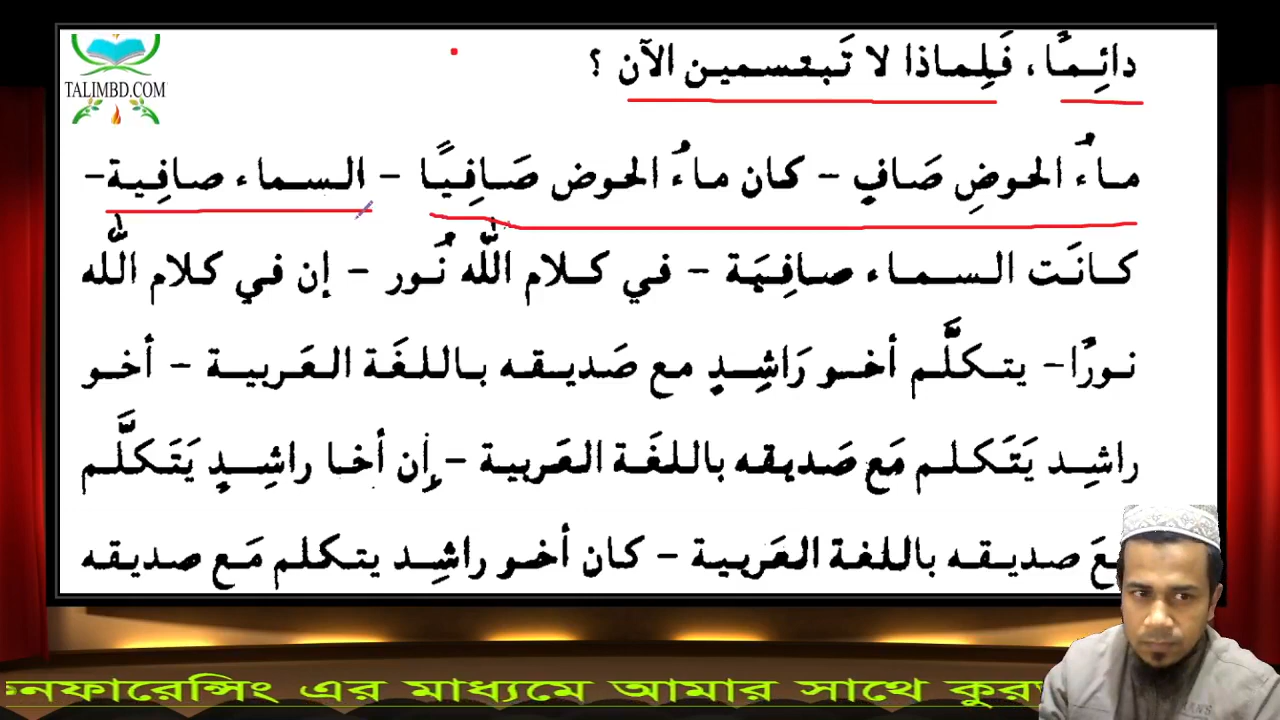 TALIMBD.COM
دائِمًا ، فَلِماذا لا تَبتسمين الآن ؟
ماءُ الحوضِ صَافٍ – كان ماءُ الحوض صَافِيًا – السماء صافِية –
كانَت السماء صافِيَة – في كلام اللّٰه نُور – إن في كلام اللّٰه
نورًا – يتكلَّم أخو رَاشِدٍ مع صَديقه باللغَة العَربية – أخو
راشِد يَتَكلم مَع صَديقه باللغَة العَربية – إِن أخا راشِدٍ يَتَكلَّم
صديقه باللغة العَربية – كان أخو راشِد يتكلم مَع صديقه
এর মাধ্যমে আমার সাথে